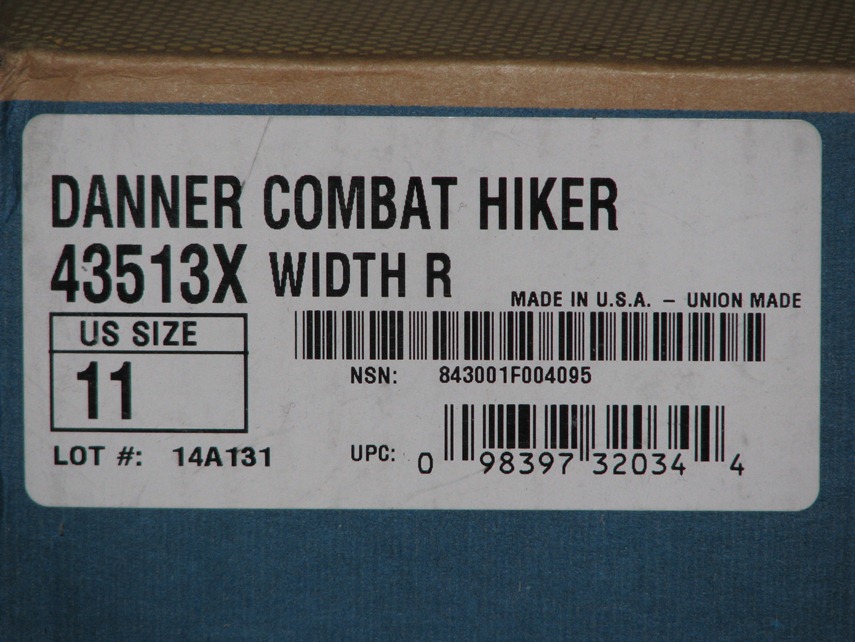 DANNER COMBAT HIKER
43513X WIDTH R
MADE IN U.S.A. – UNION MADE
US SIZE
11
NSN: 843001F004095
LOT #: 14A131
UPC: 0 98397 32034 4